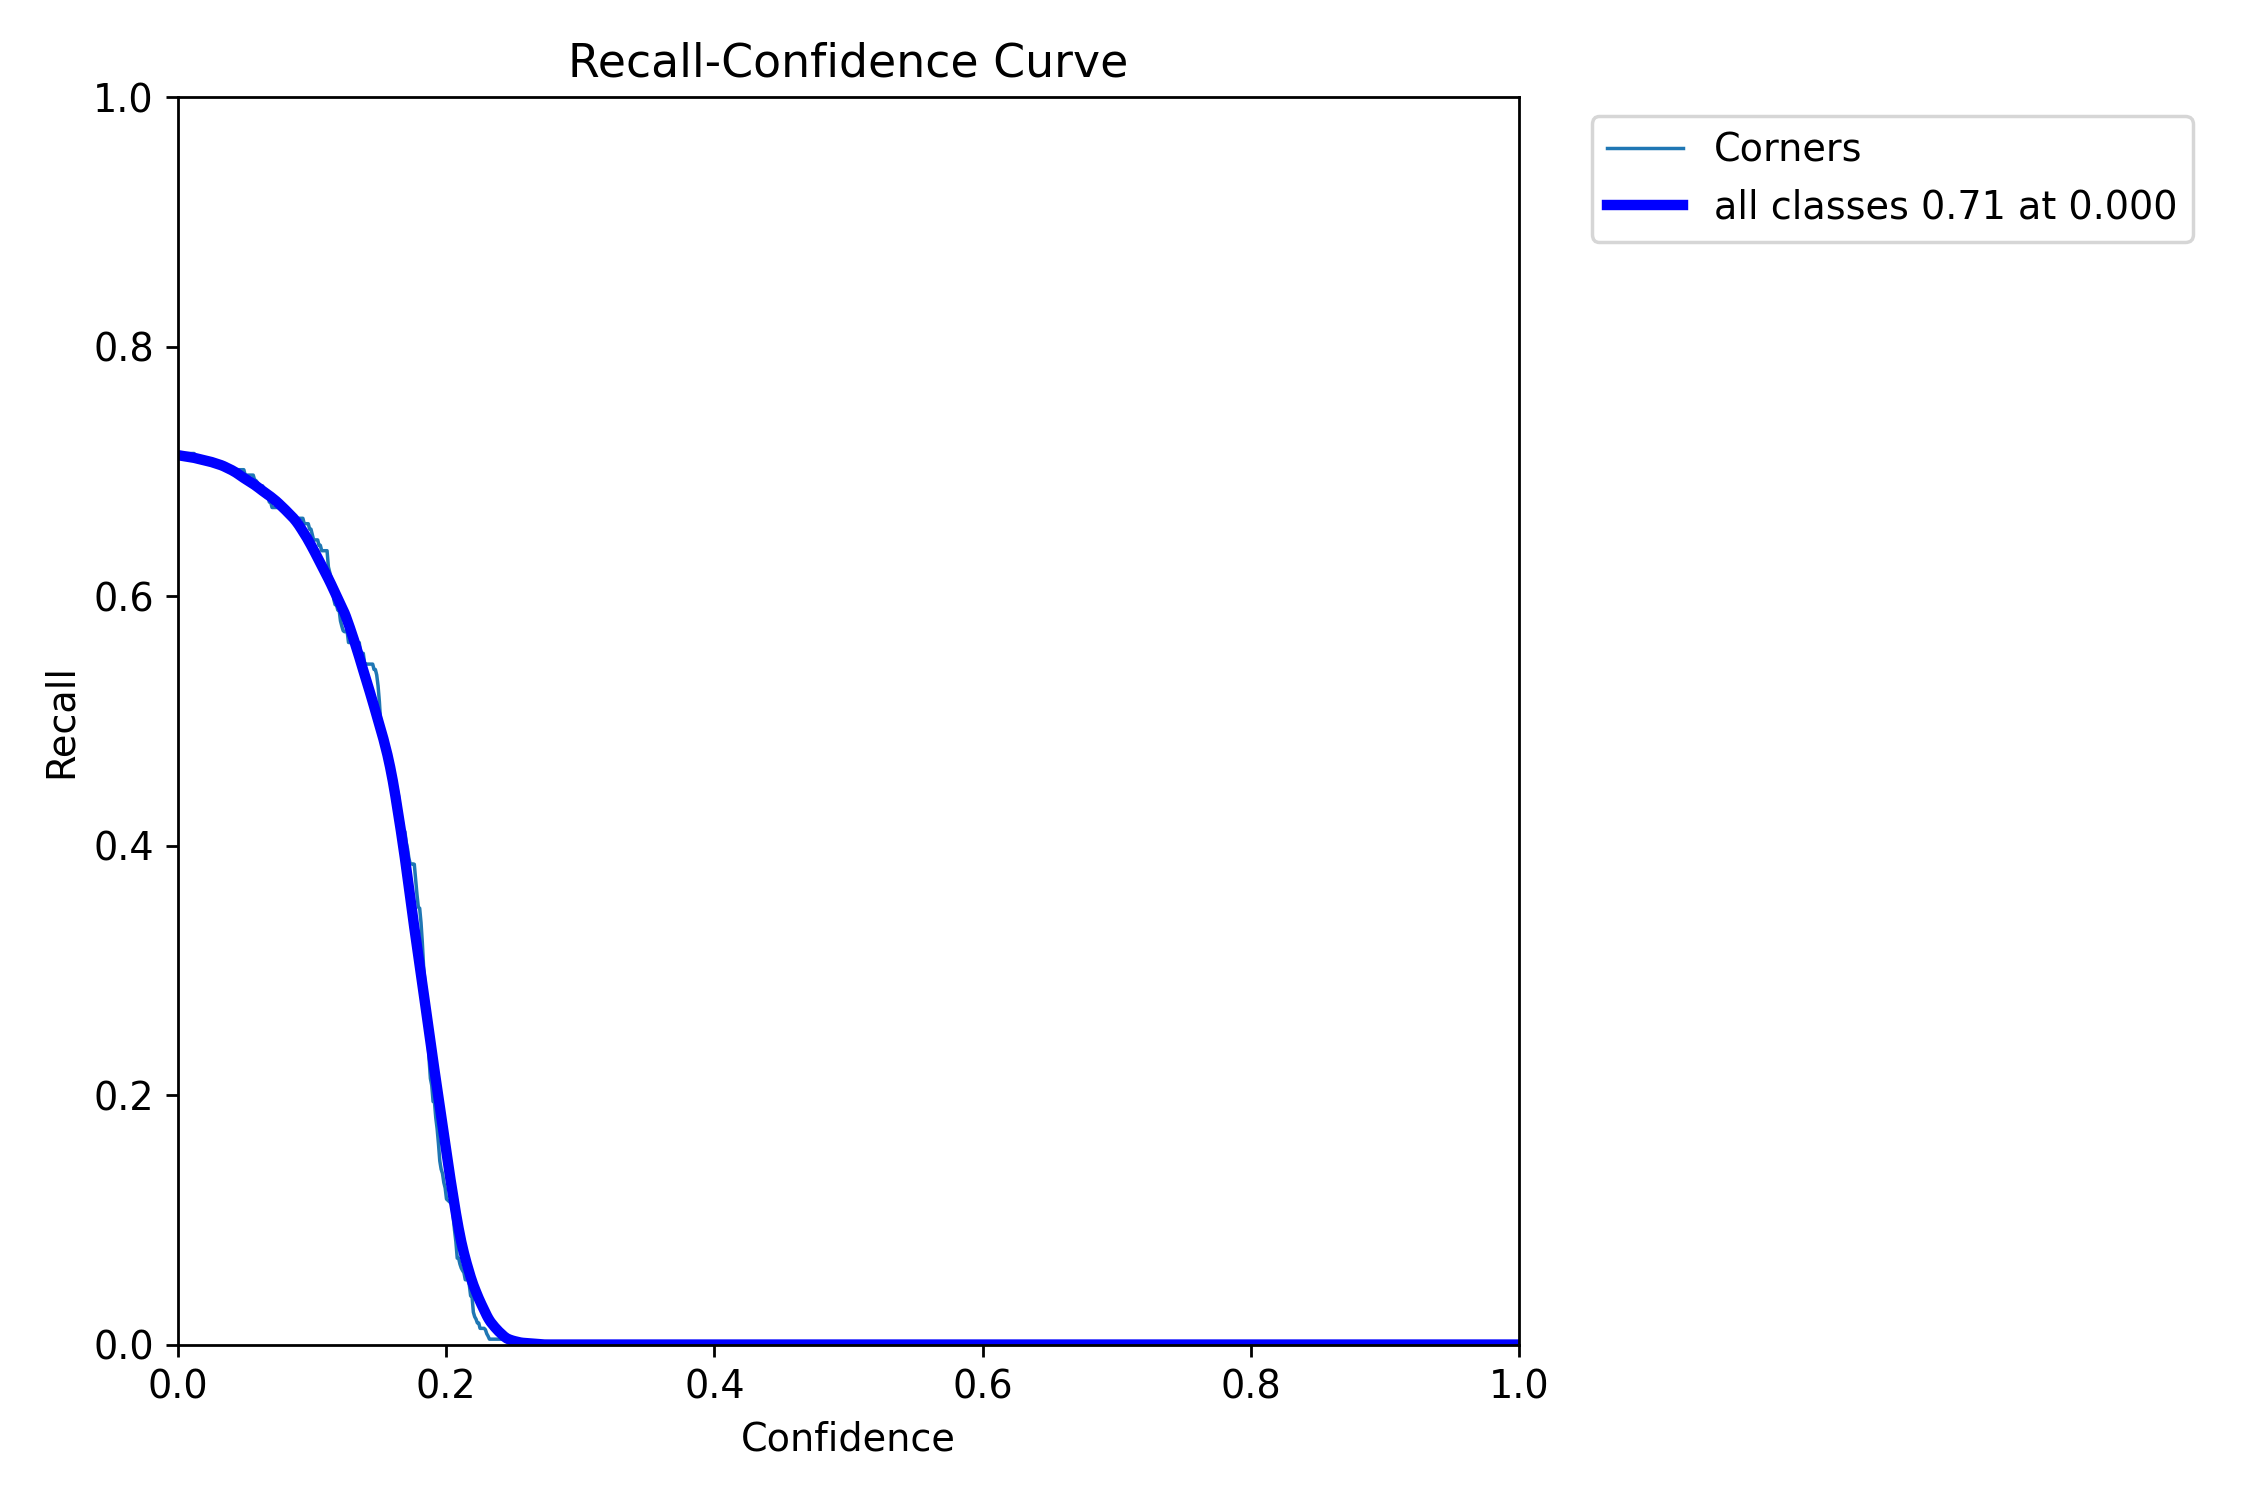 Recall-Confidence Curve
1.0
0.8
0.6
0.4
0.2
0.0
Recall
0.0 0.2 0.4 0.6 0.8 1.0
Confidence
Corners
all classes 0.71 at 0.000